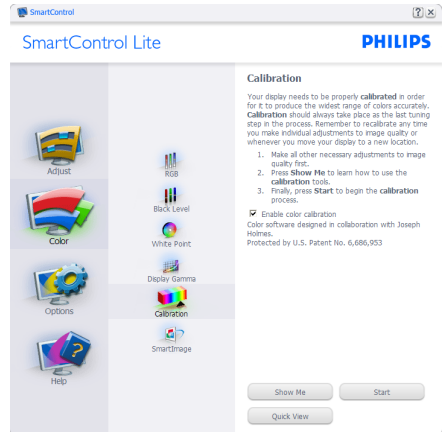 SmartControl
SmartControl Lite
PHILIPS
Adjust
Color
Options
Help
RGB
Black Level
White Point
Display Gamma
Calibration
SmartImage
Calibration
Your display needs to be properly calibrated in order
for it to produce the widest range of colors accurately.
Calibration should always take place as the last tuning
step in the process. Remember to recalibrate any time
you make individual adjustments to image quality or
whenever you move your display to a new location.
1. Make all other necessary adjustments to image
quality first.
2. Press Show Me to learn how to use the
calibration tools.
3. Finally, press Start to begin the calibration
process.
Enable color calibration
Color software designed in collaboration with Joseph
Holmes.
Protected by U.S. Patent No. 6,686,953
Show Me
Start
Quick View